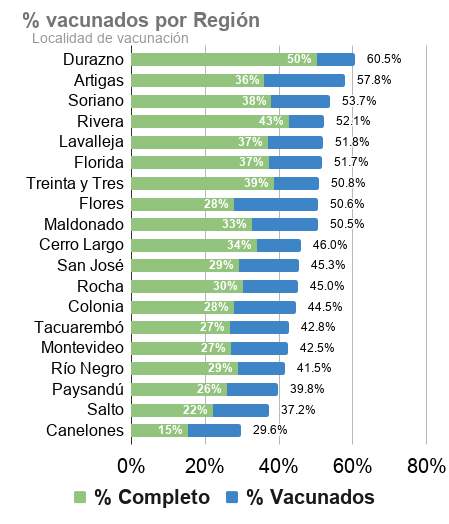 % vacunados por Región
Localidad de vacunación
Durazno 50% 60.5%
Artigas 36% 57.8%
Soriano 38% 53.7%
Rivera 43% 52.1%
Lavalleja 37% 51.8%
Florida 37% 51.7%
Treinta y Tres 39% 50.8%
Flores 28% 50.6%
Maldonado 33% 50.5%
Cerro Largo 34% 46.0%
San José 29% 45.3%
Rocha 30% 45.0%
Colonia 28% 44.5%
Tacuarembó 27% 42.8%
Montevideo 27% 42.5%
Río Negro 29% 41.5%
Paysandú 26% 39.8%
Salto 22% 37.2%
Canelones 15% 29.6%
0% 20% 40% 60% 80%
% Completo % Vacunados